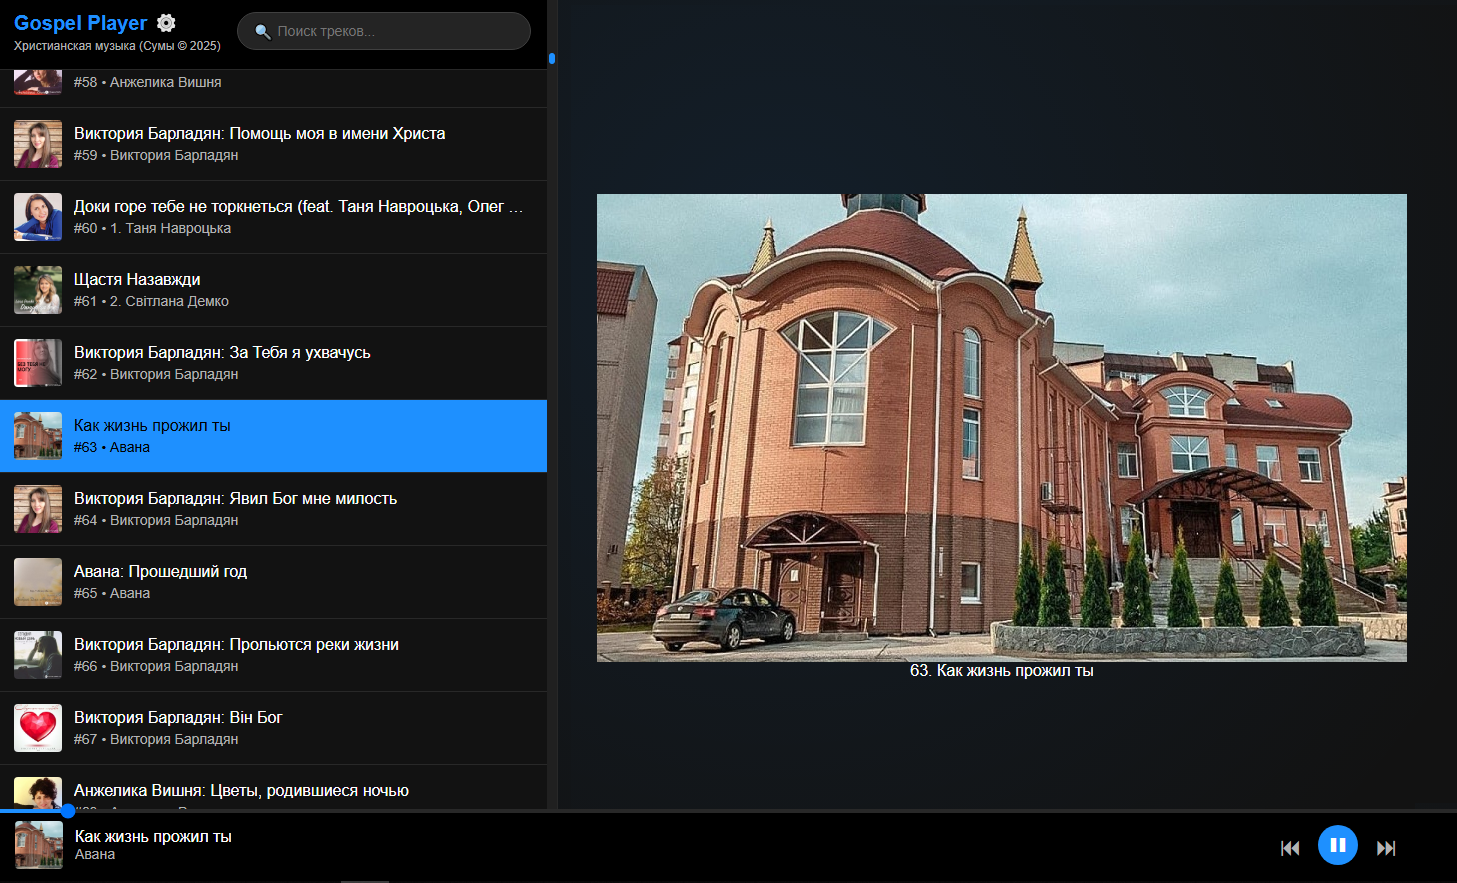 Gospel Player
Христианская музыка (Сумы © 2025)
Поиск треков...
#58 • Анжелика Вишня
Виктория Барладян: Помощь моя в имени Христа
#59 • Виктория Барладян
Доки горе тебе не торкнеться (feat. Таня Навроцька, Олег ...
#60 • 1. Таня Навроцька
Щастя Назавжди
#61 • 2. Світлана Демко
Виктория Барладян: За Тебя я ухвачусь
#62 • Виктория Барладян
Как жизнь прожил ты
#63 • Авана
Виктория Барладян: Явил Бог мне милость
#64 • Виктория Барладян
Авана: Прошедший год
#65 • Авана
Виктория Барладян: Прольются реки жизни
#66 • Виктория Барладян
Виктория Барладян: Він Бог
#67 • Виктория Барладян
Анжелика Вишня: Цветы, родившиеся ночью
63. Как жизнь прожил ты
Как жизнь прожил ты
Авана